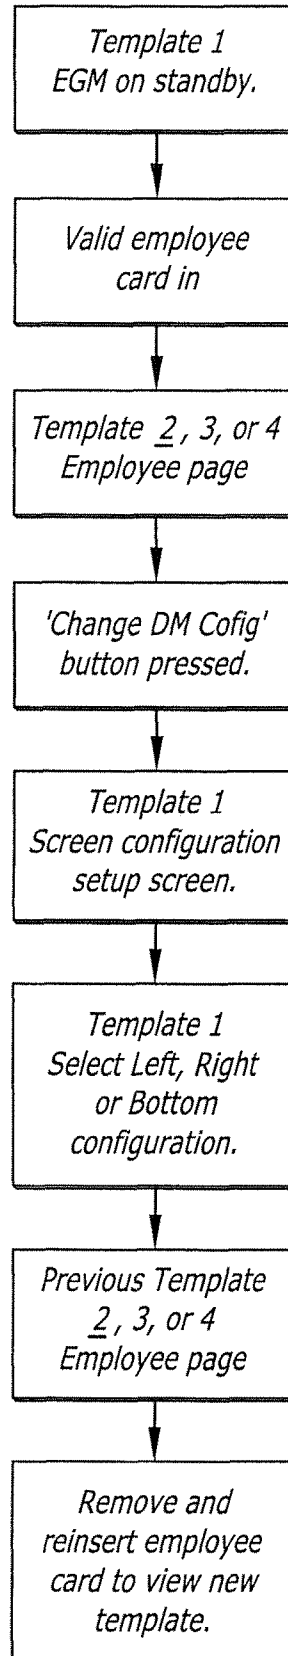 Template 1
EGM on standby.
Valid employee
card in
Template 2, 3, or 4
Employee page
'Change DM Cofig'
button pressed.
Template 1
Screen configuration
setup screen.
Template 1
Select Left, Right
or Bottom
configuration.
Previous Template
2, 3, or 4
Employee page
Remove and
reinsert employee
card to view new
template.